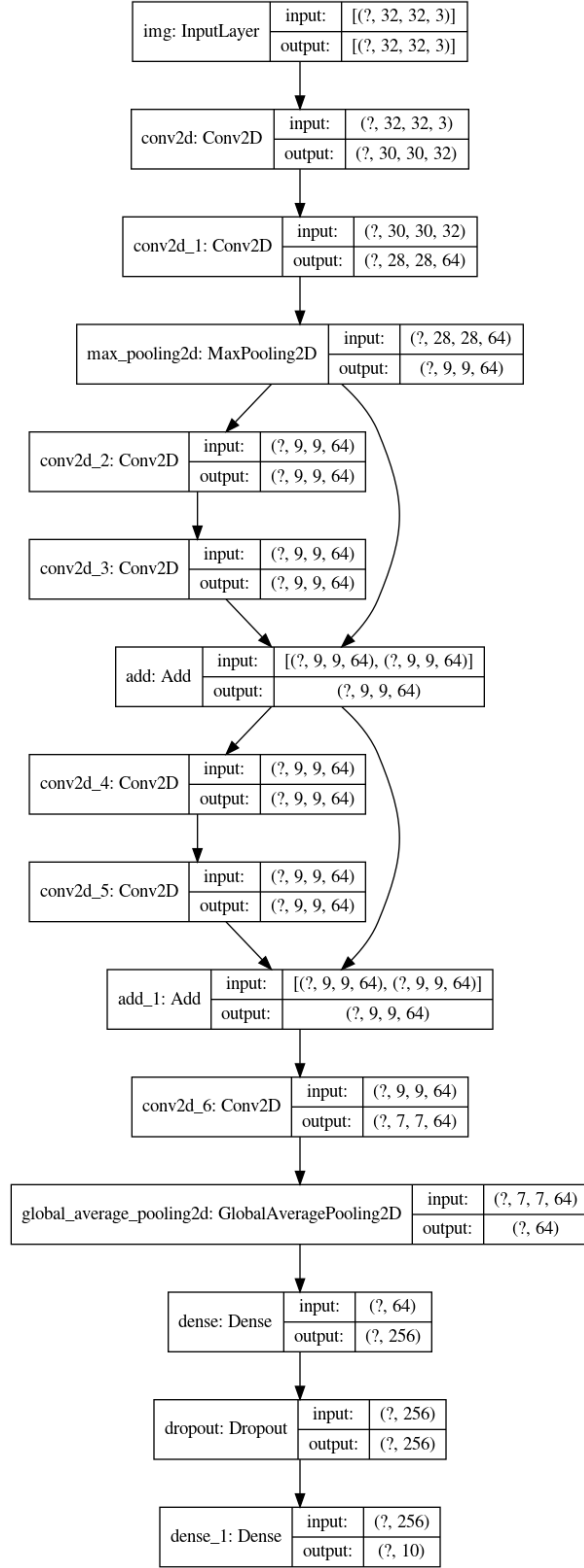 img: InputLayer
input:
[(?, 32, 32, 3)]
output:
[(?, 32, 32, 3)]
conv2d: Conv2D
input:
(?, 32, 32, 3)
output:
(?, 30, 30, 32)
conv2d_1: Conv2D
input:
(?, 30, 30, 32)
output:
(?, 28, 28, 64)
max_pooling2d: MaxPooling2D
input:
(?, 28, 28, 64)
output:
(?, 9, 9, 64)
conv2d_2: Conv2D
input:
(?, 9, 9, 64)
output:
(?, 9, 9, 64)
conv2d_3: Conv2D
input:
(?, 9, 9, 64)
output:
(?, 9, 9, 64)
add: Add
input:
[(?, 9, 9, 64), (?, 9, 9, 64)]
output:
(?, 9, 9, 64)
conv2d_4: Conv2D
input:
(?, 9, 9, 64)
output:
(?, 9, 9, 64)
conv2d_5: Conv2D
input:
(?, 9, 9, 64)
output:
(?, 9, 9, 64)
add_1: Add
input:
[(?, 9, 9, 64), (?, 9, 9, 64)]
output:
(?, 9, 9, 64)
conv2d_6: Conv2D
input:
(?, 9, 9, 64)
output:
(?, 7, 7, 64)
global_average_pooling2d: GlobalAveragePooling2D
input:
(?, 7, 7, 64)
output:
(?, 64)
dense: Dense
input:
(?, 64)
output:
(?, 256)
dropout: Dropout
input:
(?, 256)
output:
(?, 256)
dense_1: Dense
input:
(?, 256)
output:
(?, 10)